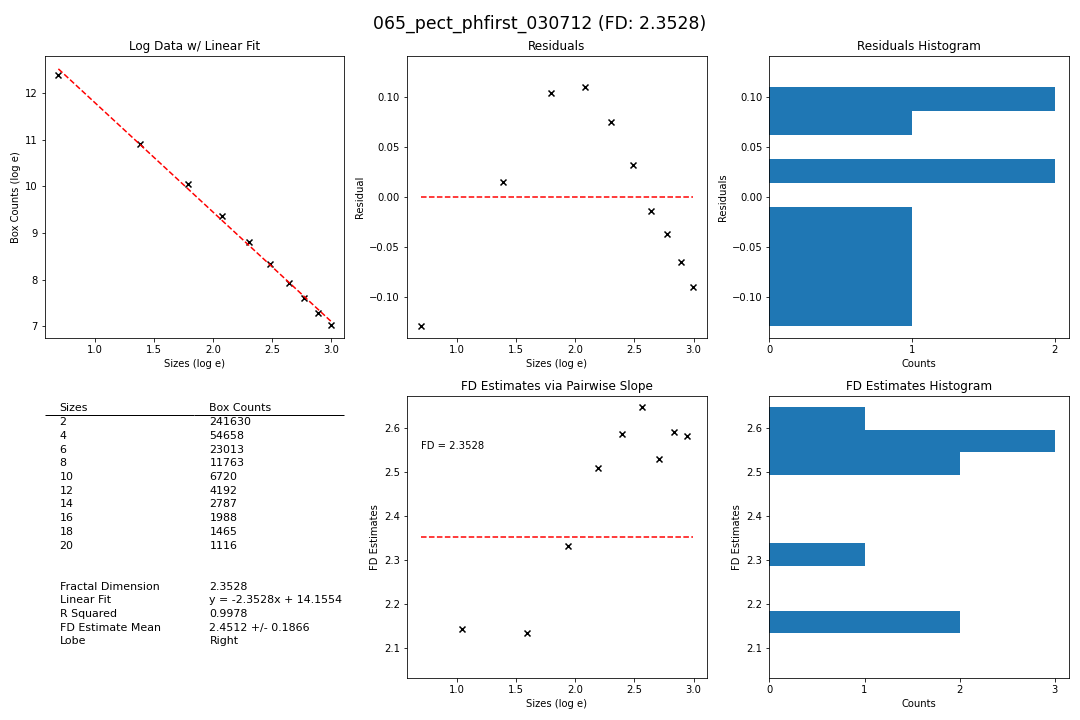 065_pect_phfirst_030712 (FD: 2.3528)
Log Data w/ Linear Fit
Box Counts (log e)
12
11
10
9
8
7
1.0 1.5 2.0 2.5 3.0
Sizes (log e)
Residuals
Residual
0.10
0.05
0.00
−0.05
−0.10
1.0 1.5 2.0 2.5 3.0
Sizes (log e)
Residuals Histogram
Residuals
0.10
0.05
0.00
−0.05
−0.10
0 1 2
Counts
Sizes Box Counts
2 241630
4 54658
6 23013
8 11763
10 6720
12 4192
14 2787
16 1988
18 1465
20 1116
Fractal Dimension 2.3528
Linear Fit y = -2.3528x + 14.1554
R Squared 0.9978
FD Estimate Mean 2.4512 +/- 0.1866
Lobe Right
FD Estimates via Pairwise Slope
FD Estimates
2.6
2.5
2.4
2.3
2.2
2.1
FD = 2.3528
1.0 1.5 2.0 2.5 3.0
Sizes (log e)
FD Estimates Histogram
FD Estimates
2.6
2.5
2.4
2.3
2.2
2.1
0 1 2 3
Counts